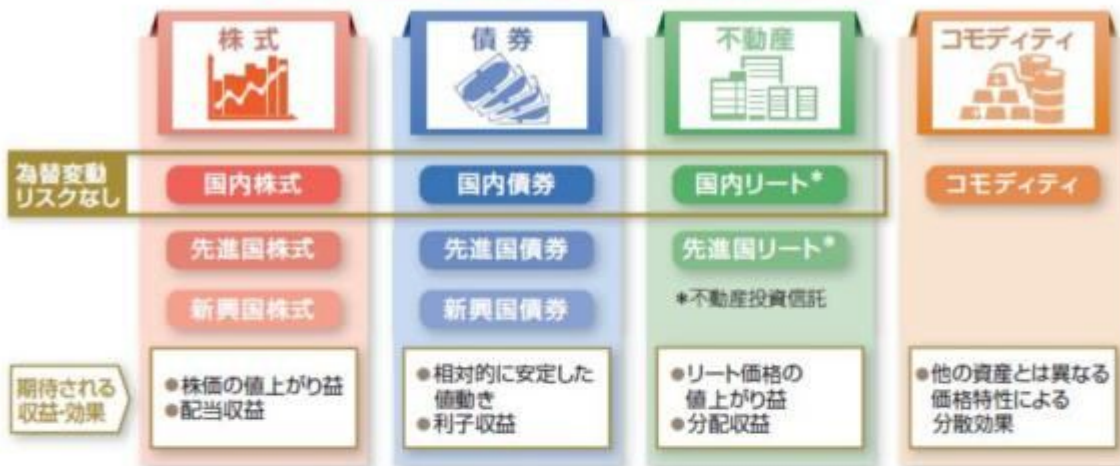 株式
債券
不動産
コモディティ
為替変動
リスクなし
国内株式
国内債券
国内リート*
コモディティ
先進国株式
先進国債券
先進国リート*
新興国株式
新興国債券
*不動産投資信託
期待される
収益・効果
●株価の値上がり益
●配当収益
●相対的に安定した
値動き
●利子収益
●リート価格の
値上がり益
●分配収益
●他の資産とは異なる
価格特性による
分散効果